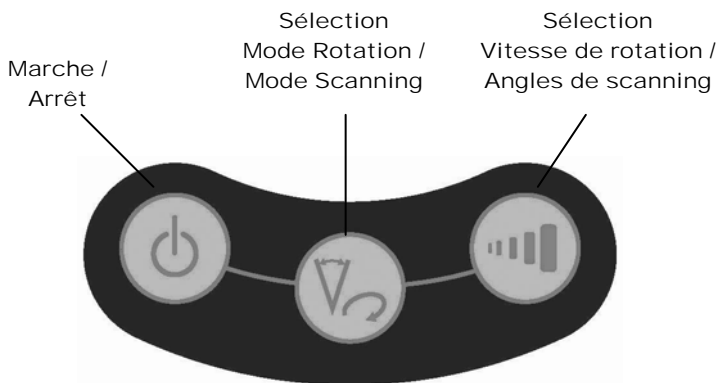 Marche /
Arrêt
Sélection
Mode Rotation /
Mode Scanning
Sélection
Vitesse de rotation /
Angles de scanning